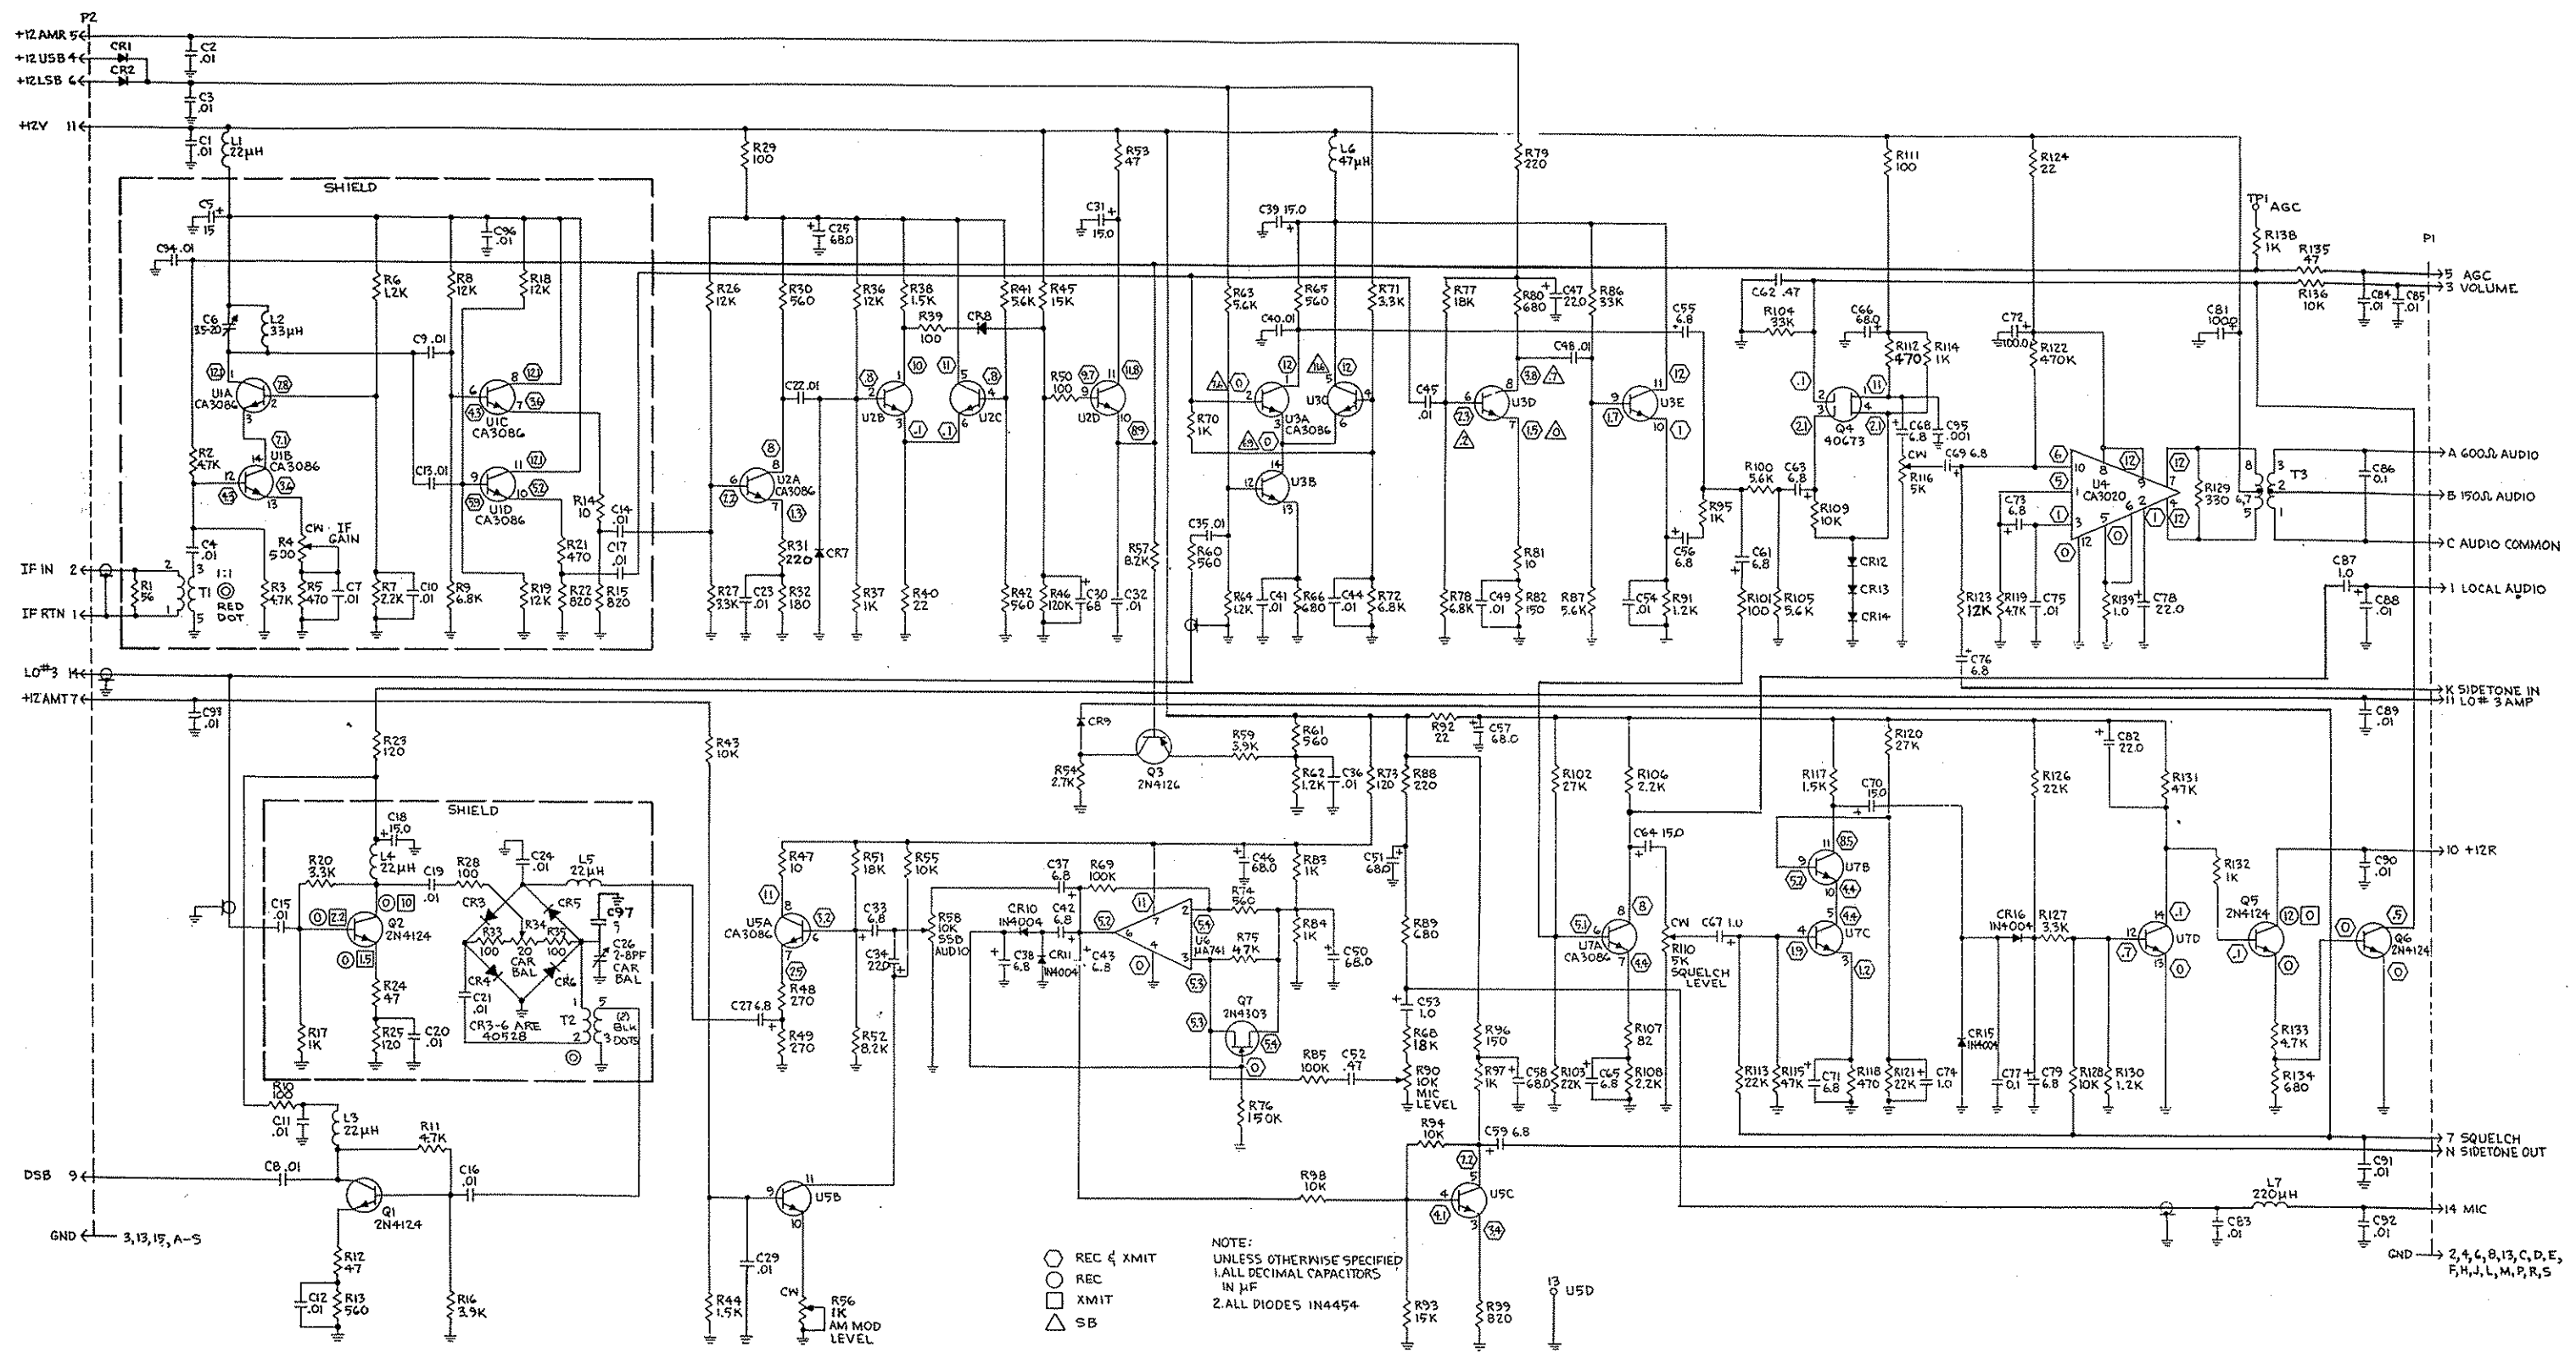 P2
+12AMR 5
+12USB 4
+12LSB 6
+12V 11
CR1
CR2
C2
.01
C3
.01
C1
.01
L1
22µH
SHIELD
C5
15
C94 .01
C96
.01
R6
1.2K
R8
12K
R18
12K
C6
3.5-20
L2
33µH
C9 .01
C13 .01
U1A
CA3086
U1B
CA3086
U1C
CA3086
U1D
CA3086
R2
4.7K
C4
.01
1:1
T1
RED
DOT
R3
4.7K
CW IF
GAIN
R4
500
R5
470
C7
.01
R7
2.2K
C10
.01
R9
6.8K
R19
12K
R14
10
R21
470
R22
820
R15
820
C14
.01
C17
.01
IF IN 2
IF RTN 1
R1
56
R29
100
C25
68.0
R26
12K
R30
560
R36
12K
R38
1.5K
R39
100
CR8
R41
5.6K
R45
15K
C22 .01
U2A
CA3086
U2B
U2C
U2D
R50
100
R53
47
C31
15.0
R27
3.3K
C23
.01
R31
220
R32
180
CR7
R37
1K
R40
22
R42
560
R46
120K
C30
68
C32
.01
R57
8.2K
L6
47µH
C39 15.0
C40 .01
R63
5.6K
R65
560
R71
3.3K
R70
1K
U3A
CA3086
U3C
U3B
C35 .01
R60
560
R64
1.2K
C41
.01
R66
680
C44
.01
R72
6.8K
R79
220
R77
18K
R80
680
C47
22.0
R86
33K
C48 .01
C45
.01
U3D
U3E
R81
10
R78
6.8K
C49
.01
R82
150
R87
5.6K
C54
.01
R91
1.2K
C55
6.8
C56
6.8
R95
1K
R100
5.6K
C63
6.8
C61
6.8
R101
100
R105
5.6K
C62 .47
R104
33K
R111
100
C66
68.0
R112
470
R114
1K
Q4
40673
R109
10K
CR12
CR13
CR14
C68
6.8
C95
.001
CW
R116
5K
C69 6.8
R124
22
C72
100.0
R122
470K
U4
CA3020
C73
6.8
R123
12K
R119
4.7K
C75
.01
R139
1.0
C78
22.0
C76
6.8
C81
1000
R129
330
T3
TP1
AGC
R138
1K
R135
47
R136
10K
C84
.01
C85
.01
C86
0.1
C87
1.0
C88
.01
P1
5 AGC
3 VOLUME
A 600Ω AUDIO
B 150Ω AUDIO
C AUDIO COMMON
1 LOCAL AUDIO
K SIDETONE IN
11 LO# 3 AMP
LO#3 14
+12AMT 7
C93
.01
C89
.01
R23
120
SHIELD
C18
15.0
L4
22µH
R20
3.3K
C19
.01
R28
100
C24
.01
L5
22µH
C15
.01
Q2
2N4124
CR3
CR5
R33
100
R34
20
CAR
BAL
R35
100
CR4
CR6
C97
C26
2-8PF
CAR
BAL
C21
.01
CR3-6 ARE
40528
T2
(2)
BLK
DOTS
R17
1K
R24
47
R25
120
C20
.01
R10
100
C11
.01
L3
22µH
R11
4.7K
DSB 9
C8 .01
C16
.01
Q1
2N4124
R12
47
C12
.01
R13
560
R16
3.9K
GND
3,13,15,A-S
R43
10K
R44
1.5K
C29
.01
U5B
CW
R56
1K
AM MOD
LEVEL
R47
10
R51
18K
R55
10K
U5A
CA3086
C33
6.8
C34
22.0
R58
10K
SSB
AUDIO
R48
270
R49
270
R52
8.2K
C27 6.8
CR9
R54
2.7K
Q3
2N4126
R59
3.9K
R61
560
R62
1.2K
C36
.01
R73
120
R88
220
R92
22
C57
68.0
C37
6.8
R69
100K
CR10
1N4004
C42
6.8
C38
6.8
CR11
1N4004
C43
6.8
U6
µA741
R74
560
R75
47K
C46
68.0
R83
1K
R84
1K
C50
68.0
C51
68.0
R89
680
Q7
2N4303
R85
100K
C52
.47
R76
150K
C53
1.0
R68
18K
R90
10K
MIC
LEVEL
R96
150
R97
1K
C58
68.0
R94
10K
C59 6.8
R98
10K
U5C
R93
15K
R99
820
R102
27K
R103
22K
R106
2.2K
C64 15.0
U7A
CA3086
CW
R110
5K
SQUELCH
LEVEL
C67 1.0
R107
82
C65
6.8
R108
2.2K
R120
27K
R117
1.5K
C70
15.0
U7B
U7C
R113
22K
R115
47K
C71
6.8
R118
470
R121
22K
C74
1.0
CR15
1N4004
CR16
1N4004
R127
3.3K
R126
22K
C77
0.1
C79
6.8
R128
10K
R130
1.2K
C82
22.0
R131
47K
U7D
R132
1K
Q5
2N4124
R133
4.7K
R134
680
Q6
2N4124
10 +12R
C90
.01
7 SQUELCH
N SIDETONE OUT
C91
.01
L7
220µH
C83
.01
C92
.01
14 MIC
GND
2,4,6,8,13,C,D,E,
F,H,J,L,M,P,R,S
13
U5D
REC & XMIT
REC
XMIT
SB
NOTE:
UNLESS OTHERWISE SPECIFIED
1.ALL DECIMAL CAPACITORS
IN µF
2.ALL DIODES 1N4454